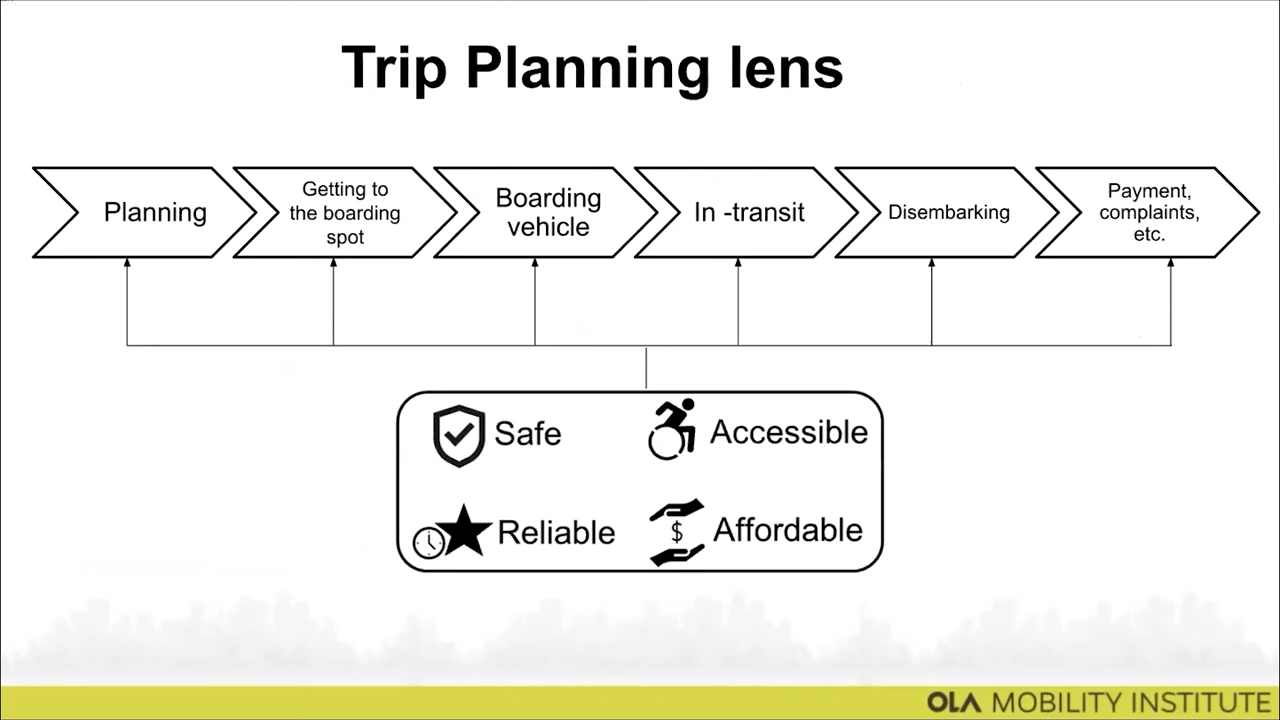 Trip Planning lens
Planning
Getting to
the boarding
spot
Boarding
vehicle
In -transit
Disembarking
Payment,
complaints,
etc.
Safe
Accessible
Reliable
$
Affordable
OLA MOBILITY INSTITUTE